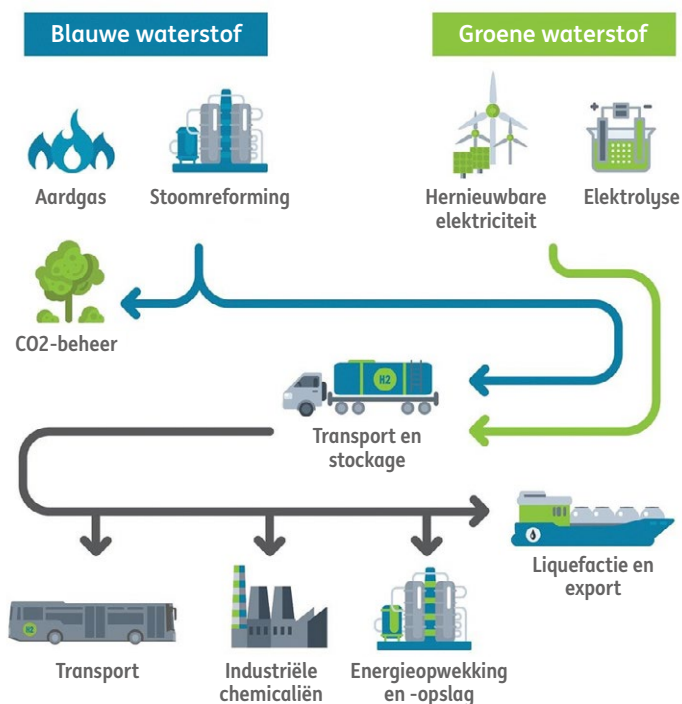 Blauwe waterstof
Groene waterstof
Aardgas
Stoomreforming
Hernieuwbare
elektriciteit
Elektrolyse
CO2-beheer
H2
Transport en
stockage
Liquefactie en
export
H2
Transport
Industriële
chemicaliën
Energieopwekking
en -opslag